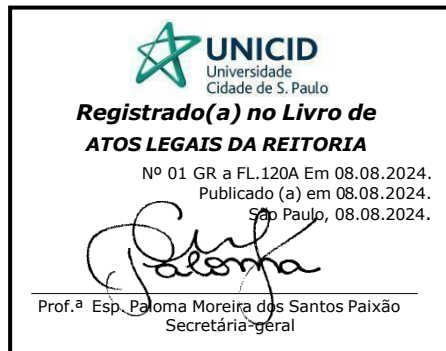 UNICID
Universidade
Cidade de S. Paulo
Registrado(a) no Livro de
ATOS LEGAIS DA REITORIA
Nº 01 GR a FL.120A Em 08.08.2024.
Publicado (a) em 08.08.2024.
São Paulo, 08.08.2024.
Paloma
Prof.ª Esp. Paloma Moreira dos Santos Paixão
Secretária-geral